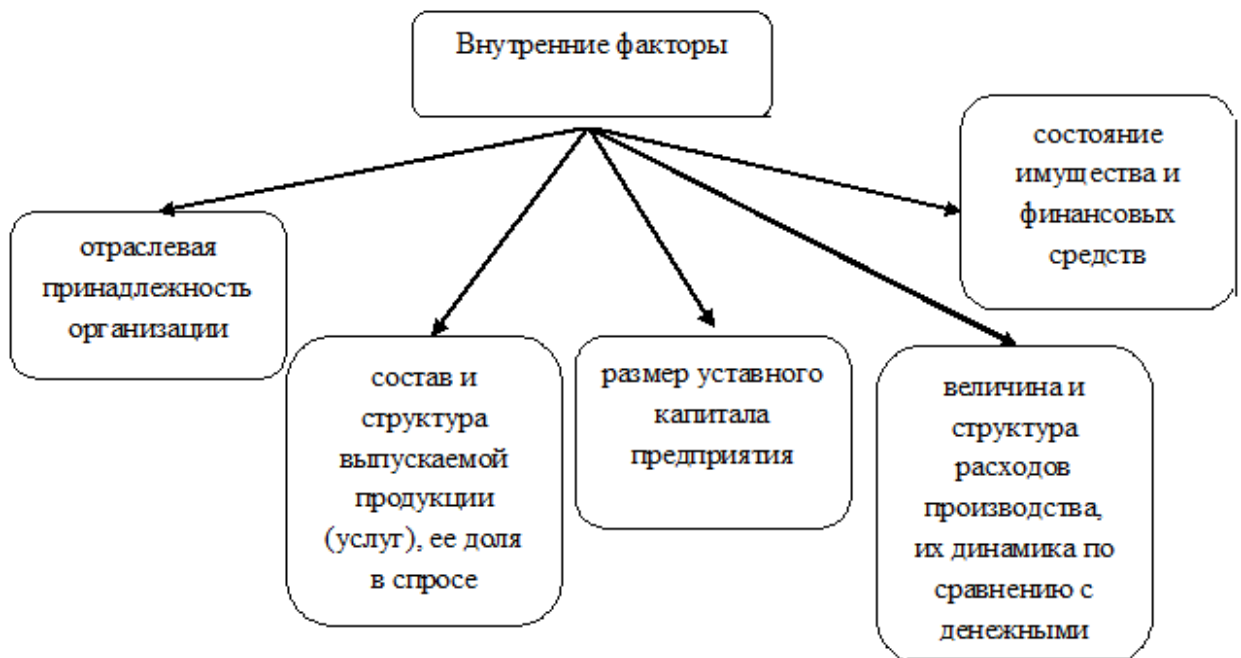 Внутренние факторы
состояние
имущества и
финансовых
средств
отраслевая
принадлежность
организации
состав и
структура
выпускаемой
продукции
(услуг), ее доля
в спросе
размер уставного
капитала
предприятия
величина и
структура
расходов
производства,
их динамика по
сравнению с
денежными